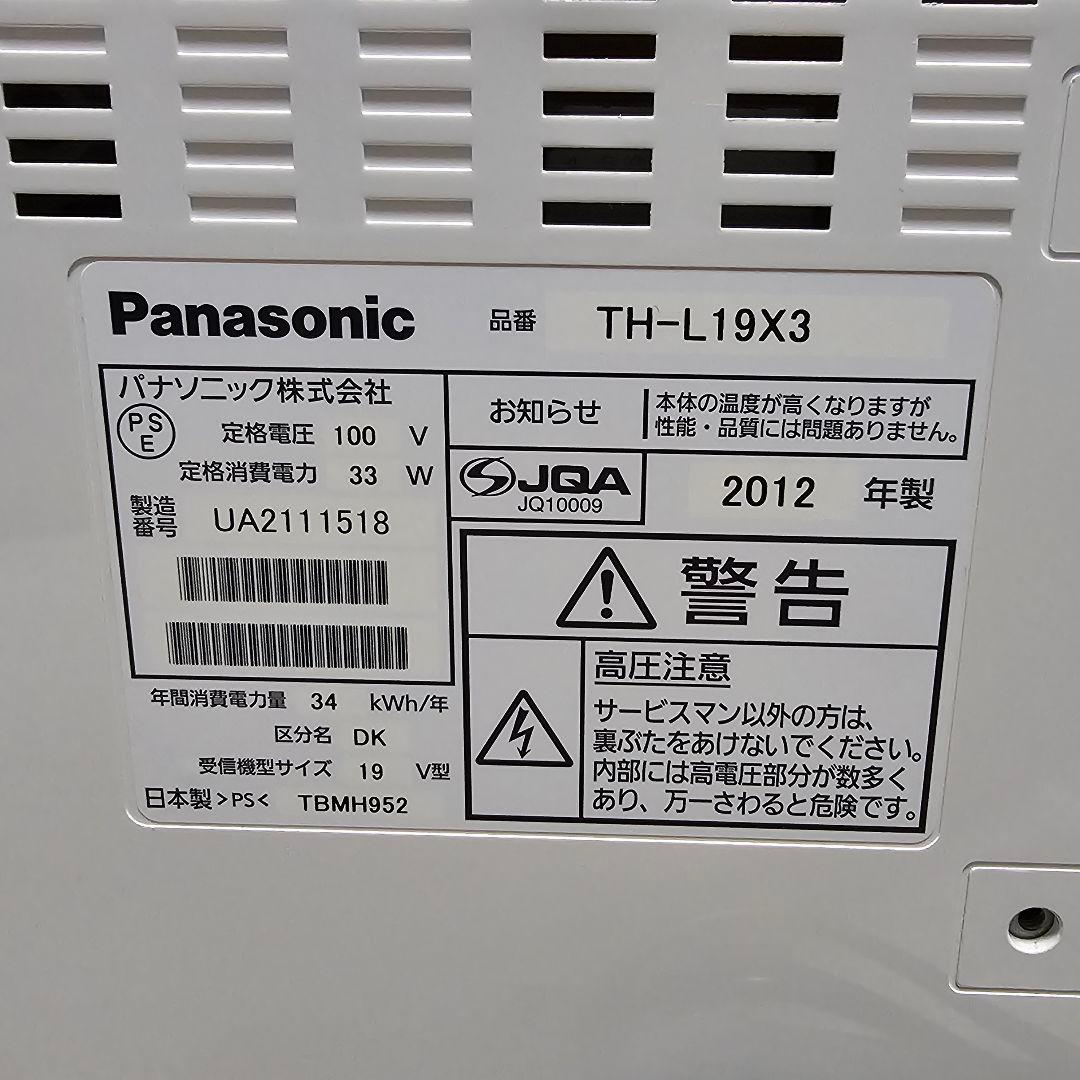 Panasonic 品番 TH-L19X3
パナソニック株式会社
PSE
定格電圧 100 V
定格消費電力 33 W
製造
番号 UA2111518
お知らせ
本体の温度が高くなりますが
性能・品質には問題ありません。
JQA
JQ10009
2012 年製
警告
高圧注意
サービスマン以外の方は、
裏ぶたをあけないでください。
内部には高電圧部分が数多く
あり、万一さわると危険です。
年間消費電力量 34 kWh/年
区分名 DK
受信機型サイズ 19 V型
日本製 >PS< TBMH952